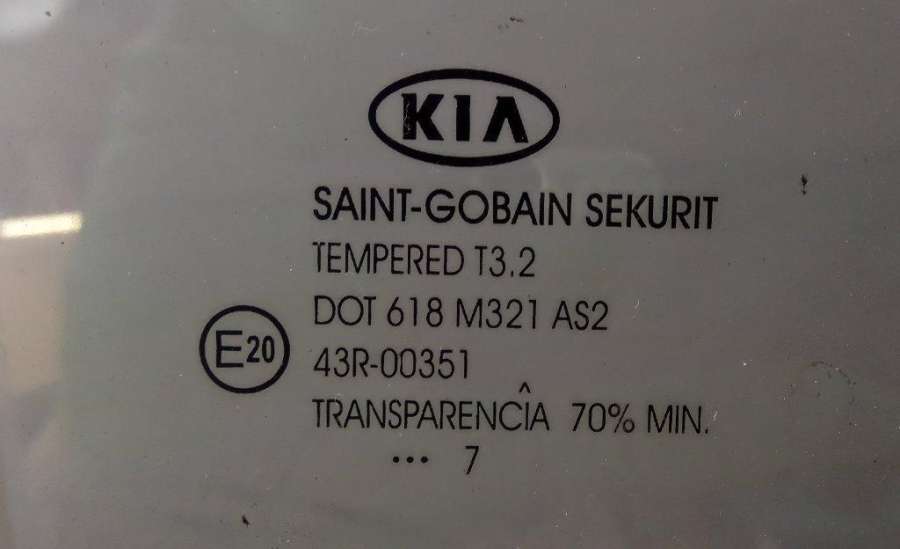 KIA
SAINT-GOBAIN SEKURIT
TEMPERED T3.2
DOT 618 M321 AS2
E20
43R-00351
TRANSPARENCÎA 70% MIN.
... 7